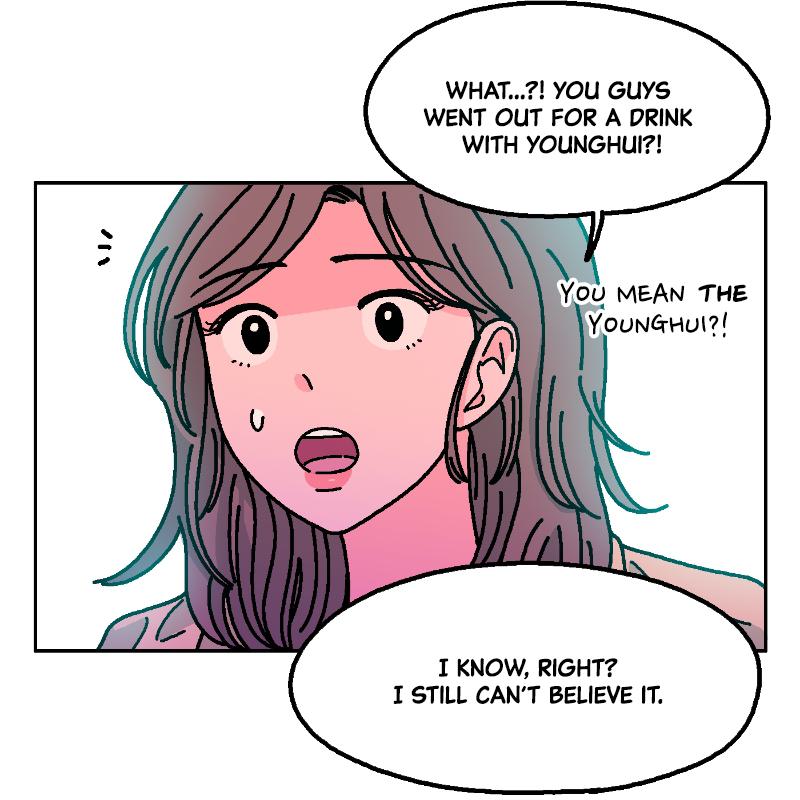 WHAT...?! YOU GUYS
WENT OUT FOR A DRINK
WITH YOUNGHUI?!
YOU MEAN THE
YOUNGHUI?!
I KNOW, RIGHT?
I STILL CAN'T BELIEVE IT.